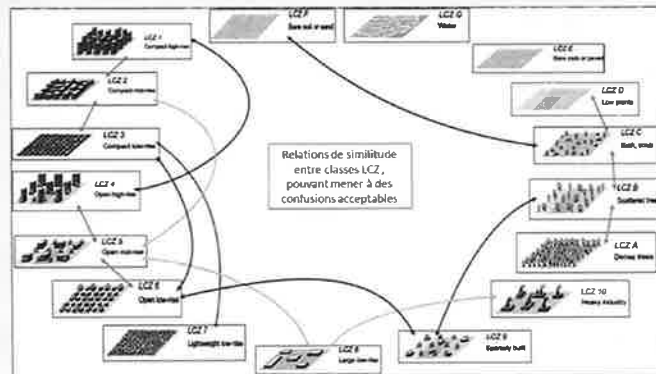 LCZ 1
Compact high-rise
LCZ 2
Compact mid-rise
LCZ 3
Compact low-rise
LCZ 4
Open high-rise
LCZ 5
Open mid-rise
LCZ 6
Open low-rise
LCZ 7
Lightweight low-rise
LCZ 8
Large low-rise
LCZ 9
Sparsely built
LCZ 10
Heavy industry
LCZ A
Dense trees
LCZ B
Scattered trees
LCZ C
Bush, scrub
LCZ D
Low plants
LCZ E
Bare rock or paved
LCZ F
Bare soil or sand
LCZ G
Water
Relations de similitude
entre classes LCZ,
pouvant mener à des
confusions acceptables